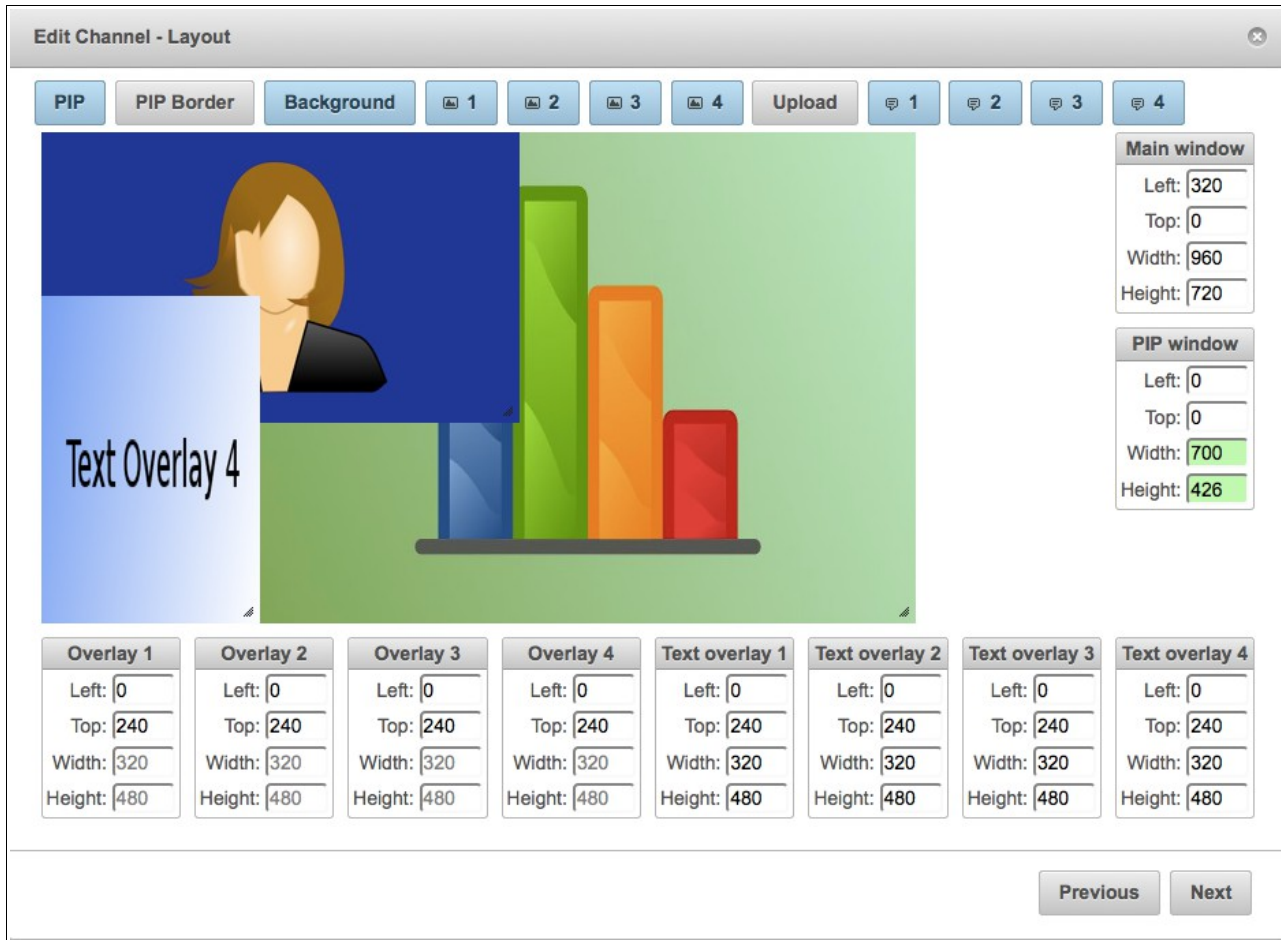 Edit Channel - Layout
PIP PIP Border Background 1 2 3 4 Upload 1 2 3 4
Main window
Left: 320
Top: 0
Width: 960
Height: 720
PIP window
Left: 0
Top: 0
Width: 700
Height: 426
Text Overlay 4
Overlay 1 Overlay 2 Overlay 3 Overlay 4 Text overlay 1 Text overlay 2 Text overlay 3 Text overlay 4
Left: 0 Left: 0 Left: 0 Left: 0 Left: 0 Left: 0 Left: 0 Left: 0
Top: 240 Top: 240 Top: 240 Top: 240 Top: 240 Top: 240 Top: 240 Top: 240
Width: 320 Width: 320 Width: 320 Width: 320 Width: 320 Width: 320 Width: 320 Width: 320
Height: 480 Height: 480 Height: 480 Height: 480 Height: 480 Height: 480 Height: 480 Height: 480
Previous Next